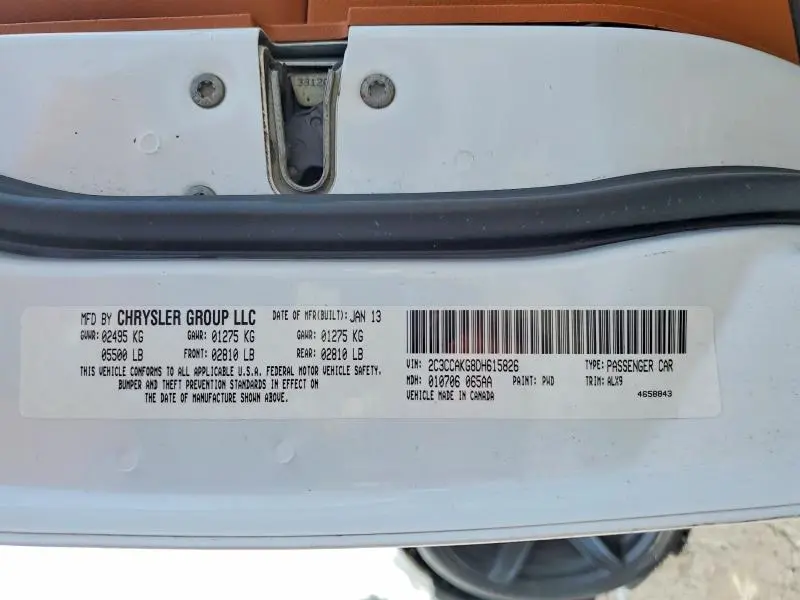 3312
MFD BY CHRYSLER GROUP LLC DATE OF MFR(BUILT): JAN 13
GVWR: 02495 KG GAWR: 01275 KG GAWR: 01275 KG
05500 LB FRONT: 02810 LB REAR: 02810 LB
THIS VEHICLE CONFORMS TO ALL APPLICABLE U.S.A. FEDERAL MOTOR VEHICLE SAFETY,
BUMPER AND THEFT PREVENTION STANDARDS IN EFFECT ON
THE DATE OF MANUFACTURE SHOWN ABOVE.
VIN: 2C3CCAKG8DH615826 TYPE: PASSENGER CAR
MDH: 010706 065AA PAINT: PWD TRIM: ALX9
VEHICLE MADE IN CANADA 4658843